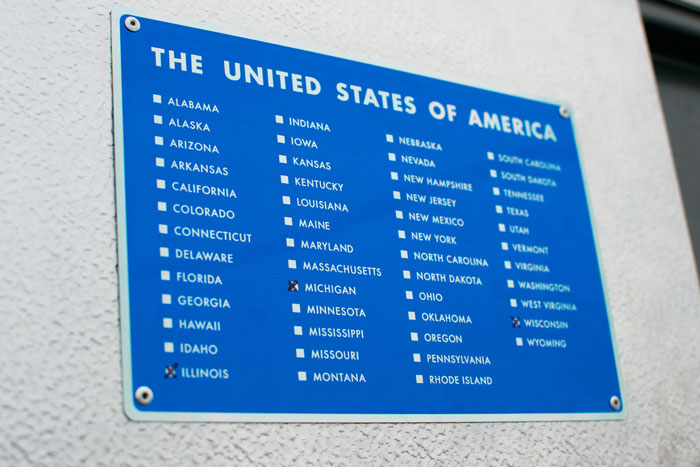 THE UNITED STATES OF AMERICA
ALABAMA
ALASKA
ARIZONA
ARKANSAS
CALIFORNIA
COLORADO
CONNECTICUT
DELAWARE
FLORIDA
GEORGIA
HAWAII
IDAHO
ILLINOIS
INDIANA
IOWA
KANSAS
KENTUCKY
LOUISIANA
MAINE
MARYLAND
MASSACHUSETTS
MICHIGAN
MINNESOTA
MISSISSIPPI
MISSOURI
MONTANA
NEBRASKA
NEVADA
NEW HAMPSHIRE
NEW JERSEY
NEW MEXICO
NEW YORK
NORTH CAROLINA
NORTH DAKOTA
OHIO
OKLAHOMA
OREGON
PENNSYLVANIA
RHODE ISLAND
SOUTH CAROLINA
SOUTH DAKOTA
TENNESSEE
TEXAS
UTAH
VERMONT
VIRGINIA
WASHINGTON
WEST VIRGINIA
WISCONSIN
WYOMING